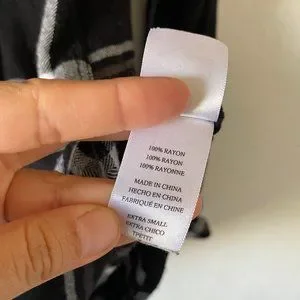 100% RAYON
100% RAYON
100% RAYONNE
MADE IN CHINA
HECHO EN CHINA
FABRIQUÉ EN CHINE
EXTRA SMALL
EXTRA CHICO
TPETIT